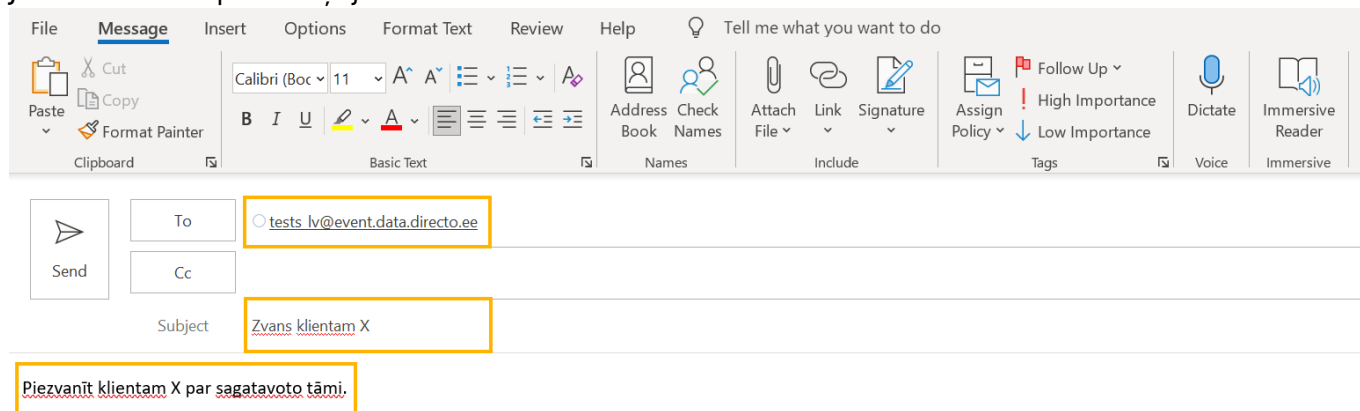 File Message Insert Options Format Text Review Help Tell me what you want to do
Cut
Copy
Paste
Format Painter
Clipboard
Calibri (Boc 11
B I U
Basic Text
Address Book
Check Names
Names
Attach File
Link
Signature
Include
Assign Policy
Follow Up
High Importance
Low Importance
Tags
Dictate
Voice
Immersive Reader
Immersive
Send
To tests_lv@event.data.directo.ee
Cc
Subject Zvans klientam X
Piezvanīt klientam X par sagatavoto tāmi.